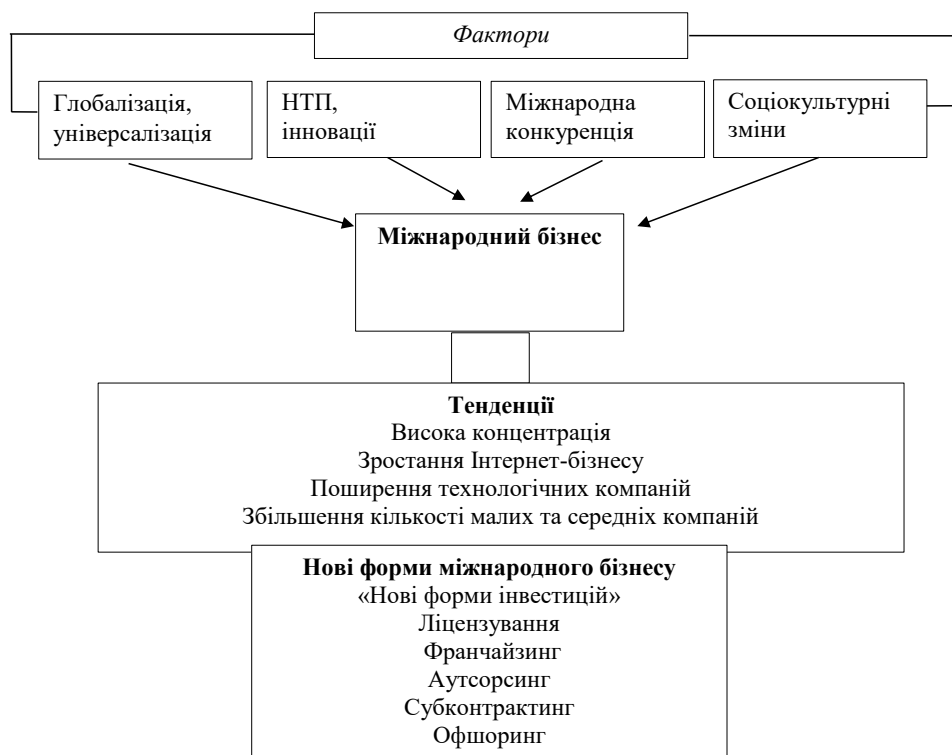 Фактори
Глобалізація,
універсалізація
НТП,
інновації
Міжнародна
конкуренція
Соціокультурні
зміни
Міжнародний бізнес
Тенденції
Висока концентрація
Зростання Інтернет-бізнесу
Поширення технологічних компаній
Збільшення кількості малих та середніх компаній
Нові форми міжнародного бізнесу
«Нові форми інвестицій»
Ліцензування
Франчайзинг
Аутсорсинг
Субконтрактинг
Офшоринг